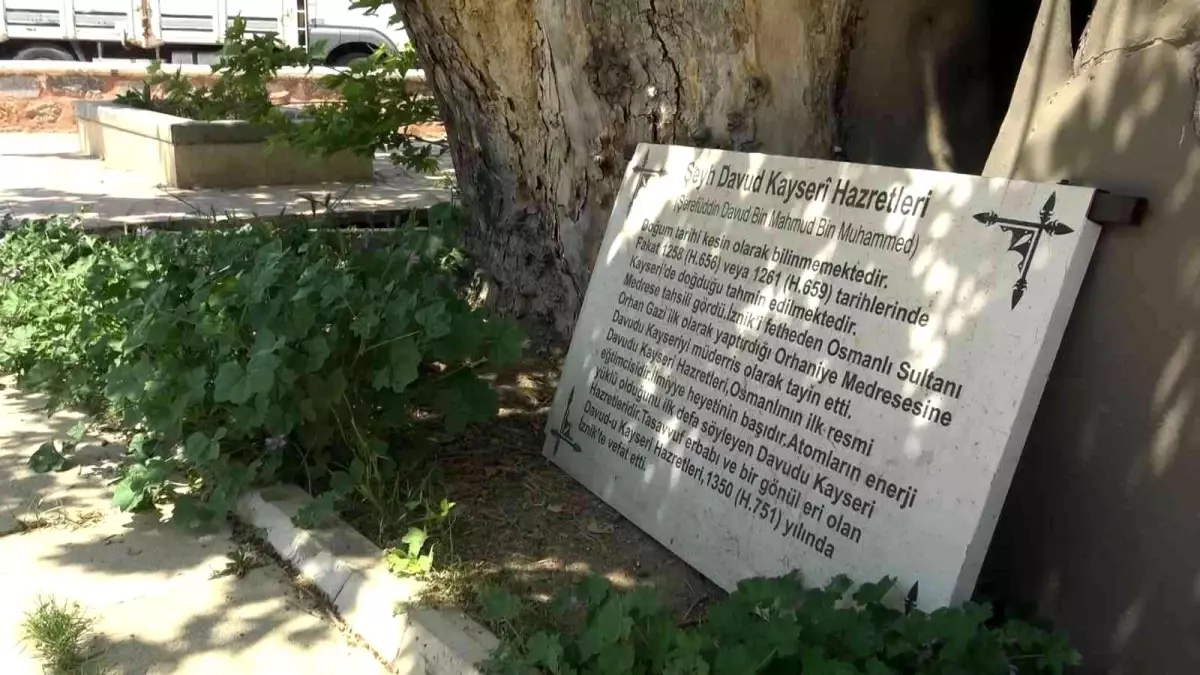 Şeyh Davud Kayserî Hazretleri
(Şerefüddin Davud Bin Mahmud Bin Muhammed)
Doğum tarihi kesin olarak bilinmemektedir.
Fakat 1258 (H.656) veya 1261 (H.659) tarihlerinde
Kayseri'de doğduğu tahmin edilmektedir.
Medrese tahsili gördü.İznik'i fetheden Osmanlı Sultanı
Orhan Gazi ilk olarak yaptırdığı Orhaniye Medresesine
Davudu Kayseriyi müderris olarak tayin etti.
Davudu Kayseri Hazretleri,Osmanlının ilk resmi
eğitimcisidir.İlmiyye heyetinin başıdır.Atomların enerji
yüklü olduğunu ilk defa söyleyen Davudu Kayseri
Hazretleridir.Tasavvuf erbabı ve bir gönül eri olan
Davud-u Kayseri Hazretleri,1350 (H.751) yılında
İznik'te vefat etti.